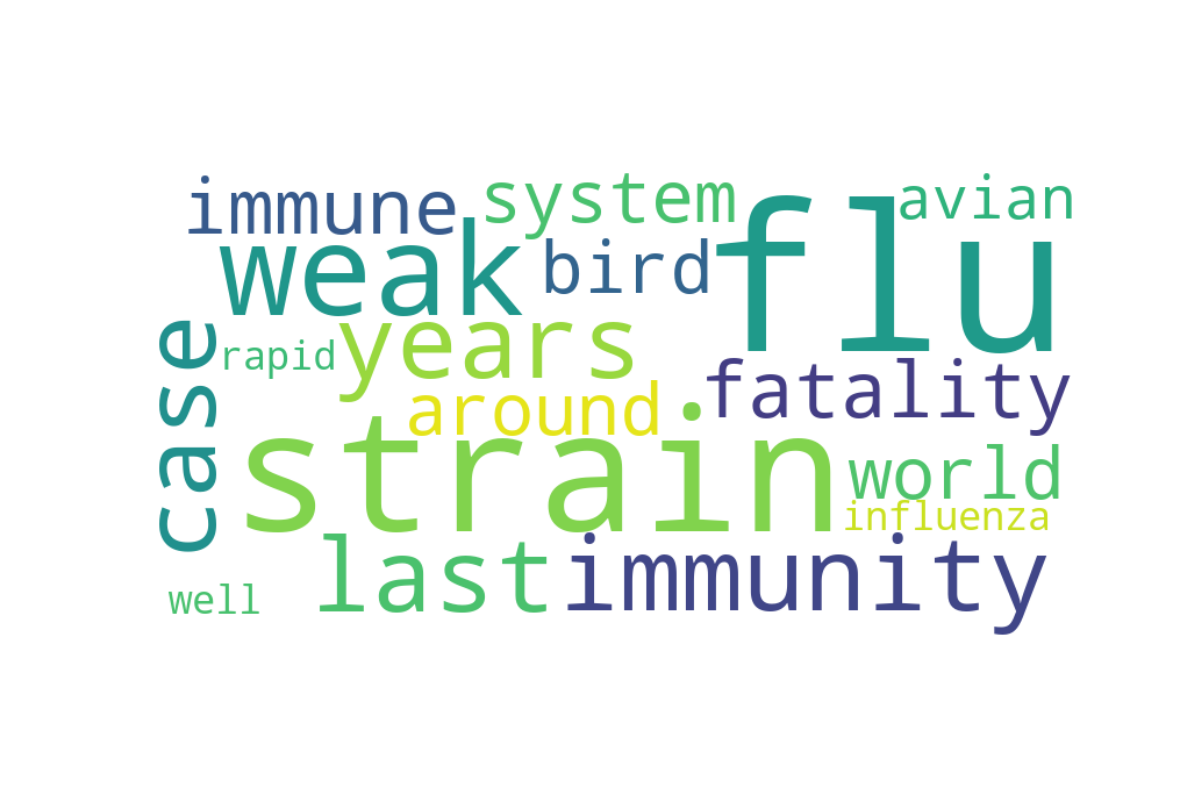 immune
system
avian
weak
bird
flu
case
rapid
years
around
fatality
strain
world
influenza
last
immunity
well